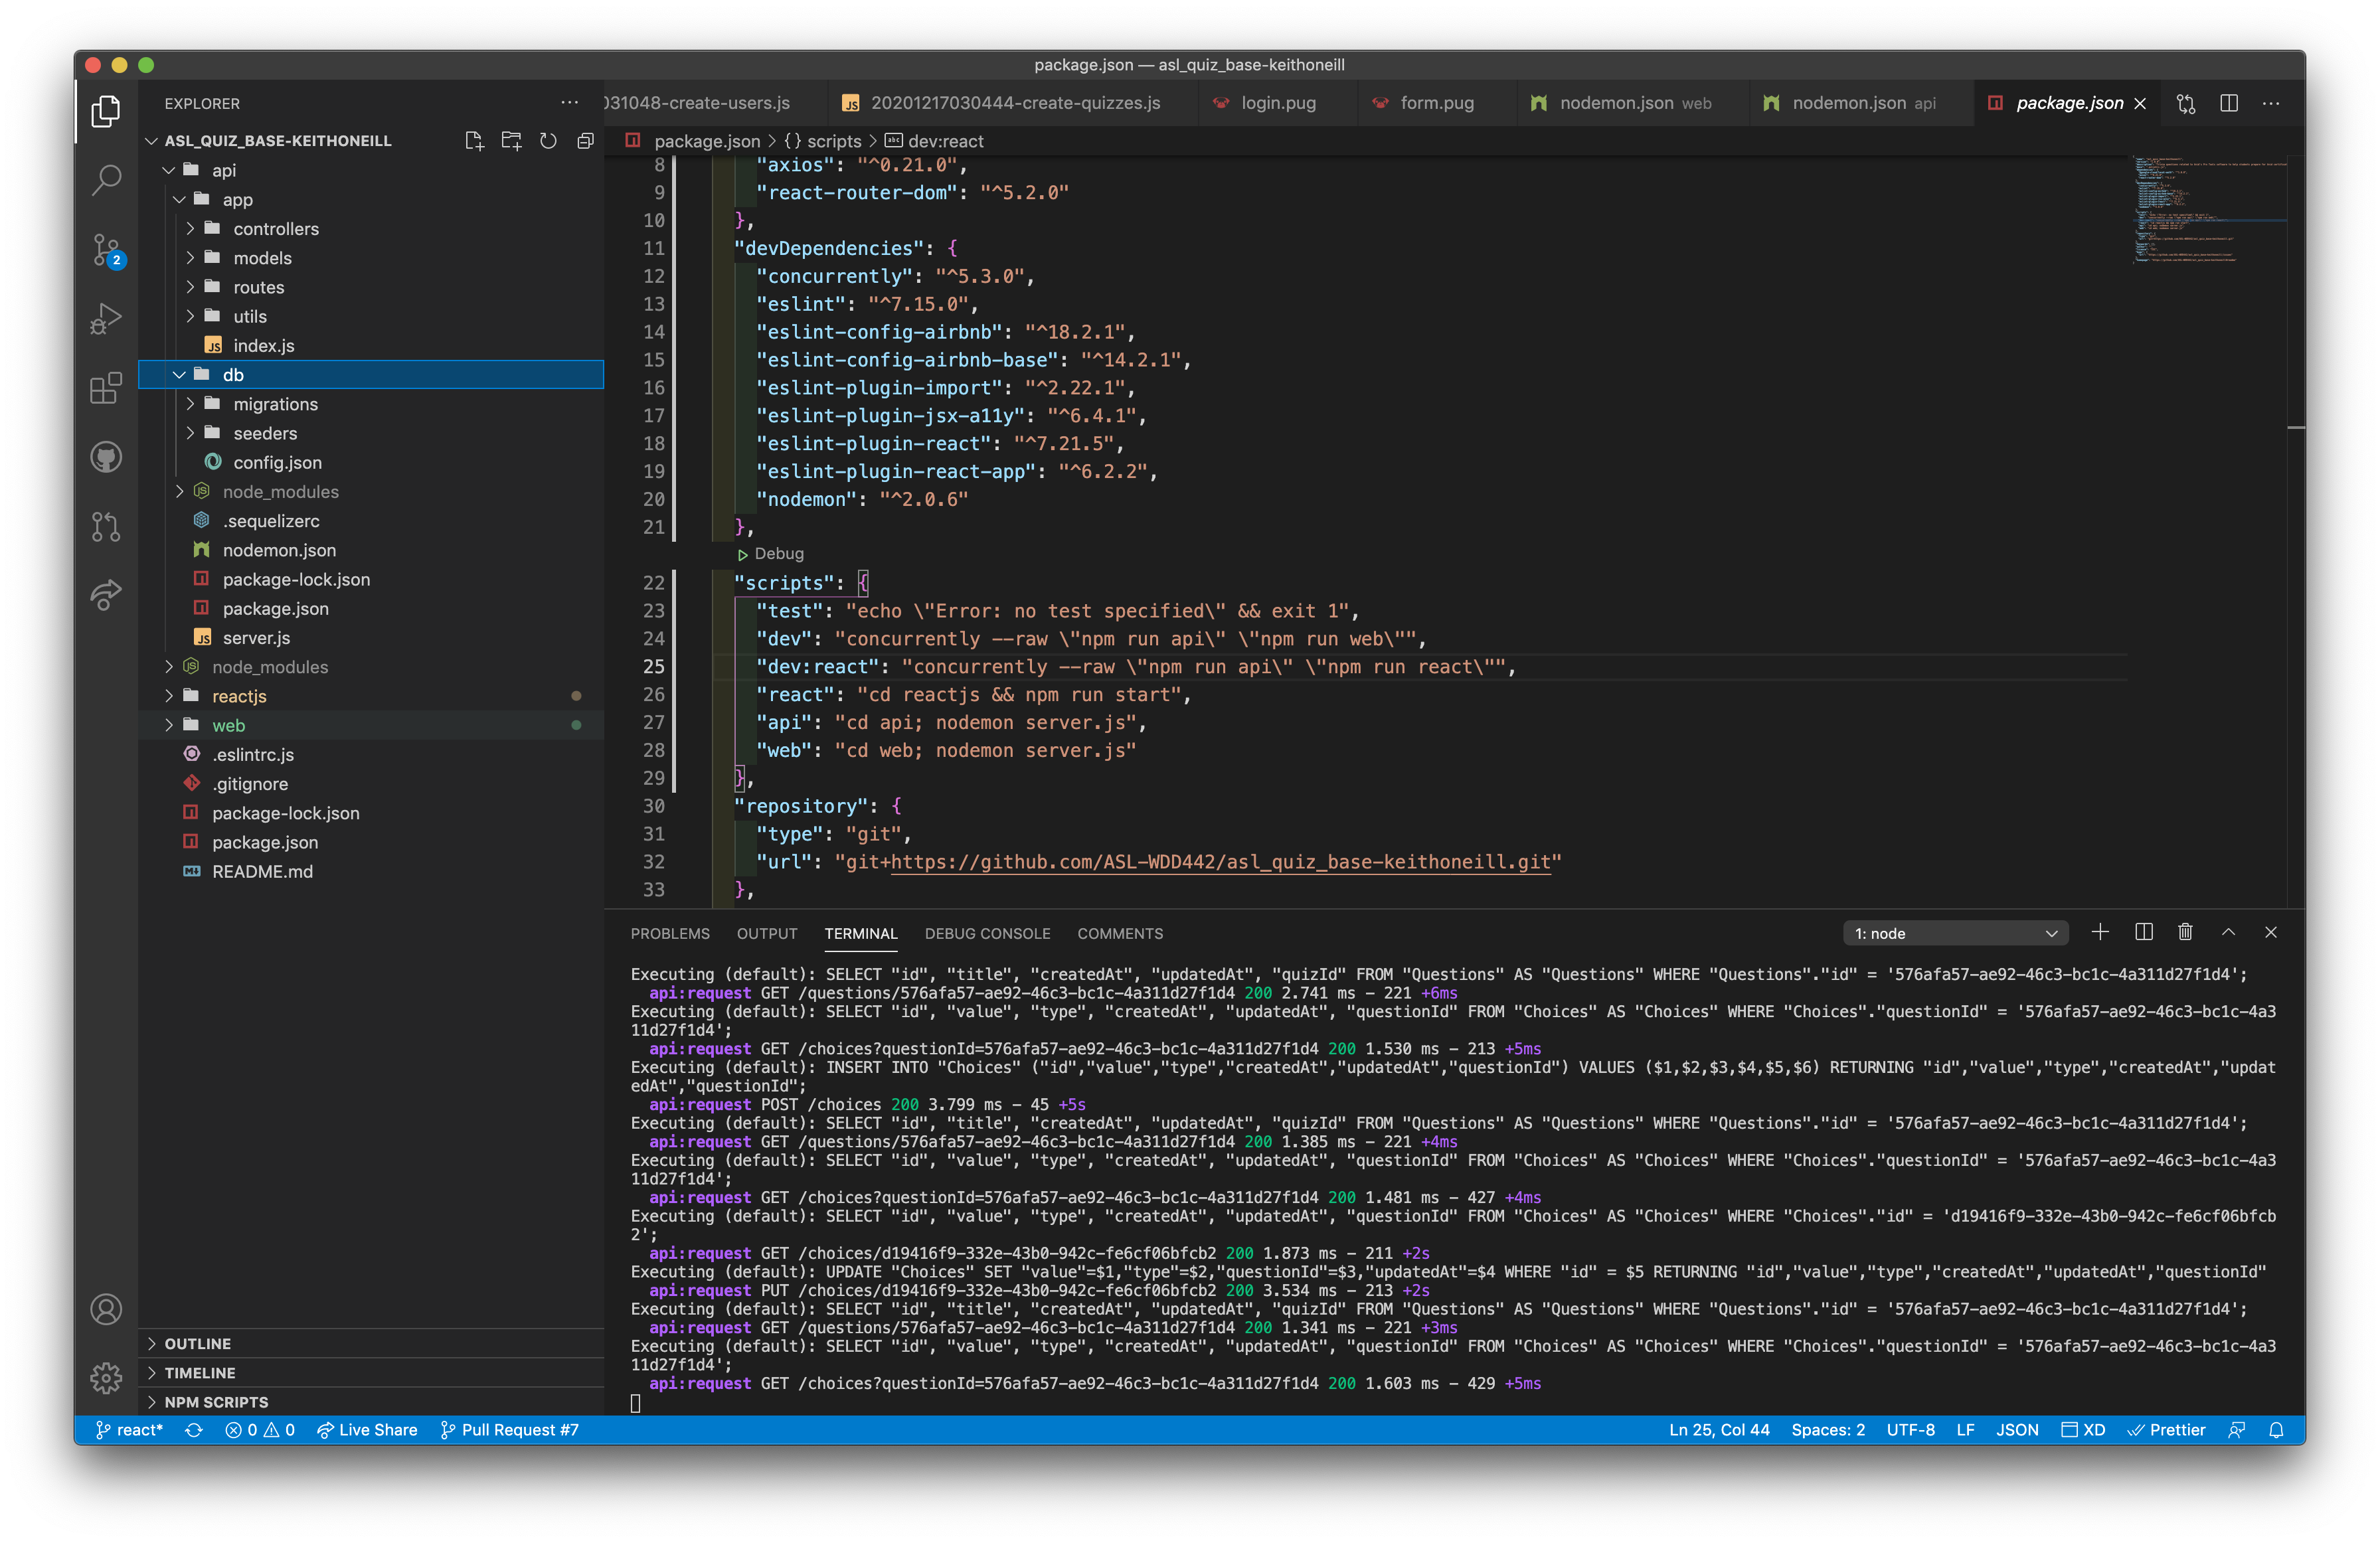 package.json — asl_quiz_base-keithoneill
EXPLORER
031048-create-users.js
20201217030444-create-quizzes.js
login.pug
form.pug
nodemon.json web
nodemon.json api
package.json
ASL_QUIZ_BASE-KEITHONEILL
package.json > {} scripts > dev:react
api
app
controllers
models
routes
utils
JS index.js
db
migrations
seeders
config.json
node_modules
.sequelizerc
nodemon.json
package-lock.json
package.json
JS server.js
node_modules
reactjs
web
.eslintrc.js
.gitignore
package-lock.json
package.json
README.md
OUTLINE
TIMELINE
NPM SCRIPTS
2
8 "axios": "^0.21.0",
9 "react-router-dom": "^5.2.0"
10 },
11 "devDependencies": {
12 "concurrently": "^5.3.0",
13 "eslint": "^7.15.0",
14 "eslint-config-airbnb": "^18.2.1",
15 "eslint-config-airbnb-base": "^14.2.1",
16 "eslint-plugin-import": "^2.22.1",
17 "eslint-plugin-jsx-a11y": "^6.4.1",
18 "eslint-plugin-react": "^7.21.5",
19 "eslint-plugin-react-app": "^6.2.2",
20 "nodemon": "^2.0.6"
21 },
Debug
22 "scripts": {
23 "test": "echo \"Error: no test specified\" && exit 1",
24 "dev": "concurrently --raw \"npm run api\" \"npm run web\"",
25 "dev:react": "concurrently --raw \"npm run api\" \"npm run react\"",
26 "react": "cd reactjs && npm run start",
27 "api": "cd api; nodemon server.js",
28 "web": "cd web; nodemon server.js"
29 },
30 "repository": {
31 "type": "git",
32 "url": "git+https://github.com/ASL-WDD442/asl_quiz_base-keithoneill.git"
33 },
PROBLEMS OUTPUT TERMINAL DEBUG CONSOLE COMMENTS 1: node
Executing (default): SELECT "id", "title", "createdAt", "updatedAt", "quizId" FROM "Questions" AS "Questions" WHERE "Questions"."id" = '576afa57-ae92-46c3-bc1c-4a311d27f1d4';
api:request GET /questions/576afa57-ae92-46c3-bc1c-4a311d27f1d4 200 2.741 ms - 221 +6ms
Executing (default): SELECT "id", "value", "type", "createdAt", "updatedAt", "questionId" FROM "Choices" AS "Choices" WHERE "Choices"."questionId" = '576afa57-ae92-46c3-bc1c-4a3
11d27f1d4';
api:request GET /choices?questionId=576afa57-ae92-46c3-bc1c-4a311d27f1d4 200 1.530 ms - 213 +5ms
Executing (default): INSERT INTO "Choices" ("id","value","type","createdAt","updatedAt","questionId") VALUES ($1,$2,$3,$4,$5,$6) RETURNING "id","value","type","createdAt","updat
edAt","questionId";
api:request POST /choices 200 3.799 ms - 45 +5s
Executing (default): SELECT "id", "title", "createdAt", "updatedAt", "quizId" FROM "Questions" AS "Questions" WHERE "Questions"."id" = '576afa57-ae92-46c3-bc1c-4a311d27f1d4';
api:request GET /questions/576afa57-ae92-46c3-bc1c-4a311d27f1d4 200 1.385 ms - 221 +4ms
Executing (default): SELECT "id", "value", "type", "createdAt", "updatedAt", "questionId" FROM "Choices" AS "Choices" WHERE "Choices"."questionId" = '576afa57-ae92-46c3-bc1c-4a3
11d27f1d4';
api:request GET /choices?questionId=576afa57-ae92-46c3-bc1c-4a311d27f1d4 200 1.481 ms - 427 +4ms
Executing (default): SELECT "id", "value", "type", "createdAt", "updatedAt", "questionId" FROM "Choices" AS "Choices" WHERE "Choices"."id" = 'd19416f9-332e-43b0-942c-fe6cf06bfcb
2';
api:request GET /choices/d19416f9-332e-43b0-942c-fe6cf06bfcb2 200 1.873 ms - 211 +2s
Executing (default): UPDATE "Choices" SET "value"=$1,"type"=$2,"questionId"=$3,"updatedAt"=$4 WHERE "id" = $5 RETURNING "id","value","type","createdAt","updatedAt","questionId"
api:request PUT /choices/d19416f9-332e-43b0-942c-fe6cf06bfcb2 200 3.534 ms - 213 +2s
Executing (default): SELECT "id", "title", "createdAt", "updatedAt", "quizId" FROM "Questions" AS "Questions" WHERE "Questions"."id" = '576afa57-ae92-46c3-bc1c-4a311d27f1d4';
api:request GET /questions/576afa57-ae92-46c3-bc1c-4a311d27f1d4 200 1.341 ms - 221 +3ms
Executing (default): SELECT "id", "value", "type", "createdAt", "updatedAt", "questionId" FROM "Choices" AS "Choices" WHERE "Choices"."questionId" = '576afa57-ae92-46c3-bc1c-4a3
11d27f1d4';
api:request GET /choices?questionId=576afa57-ae92-46c3-bc1c-4a311d27f1d4 200 1.603 ms - 429 +5ms
react* 0 0 Live Share Pull Request #7 Ln 25, Col 44 Spaces: 2 UTF-8 LF JSON XD Prettier